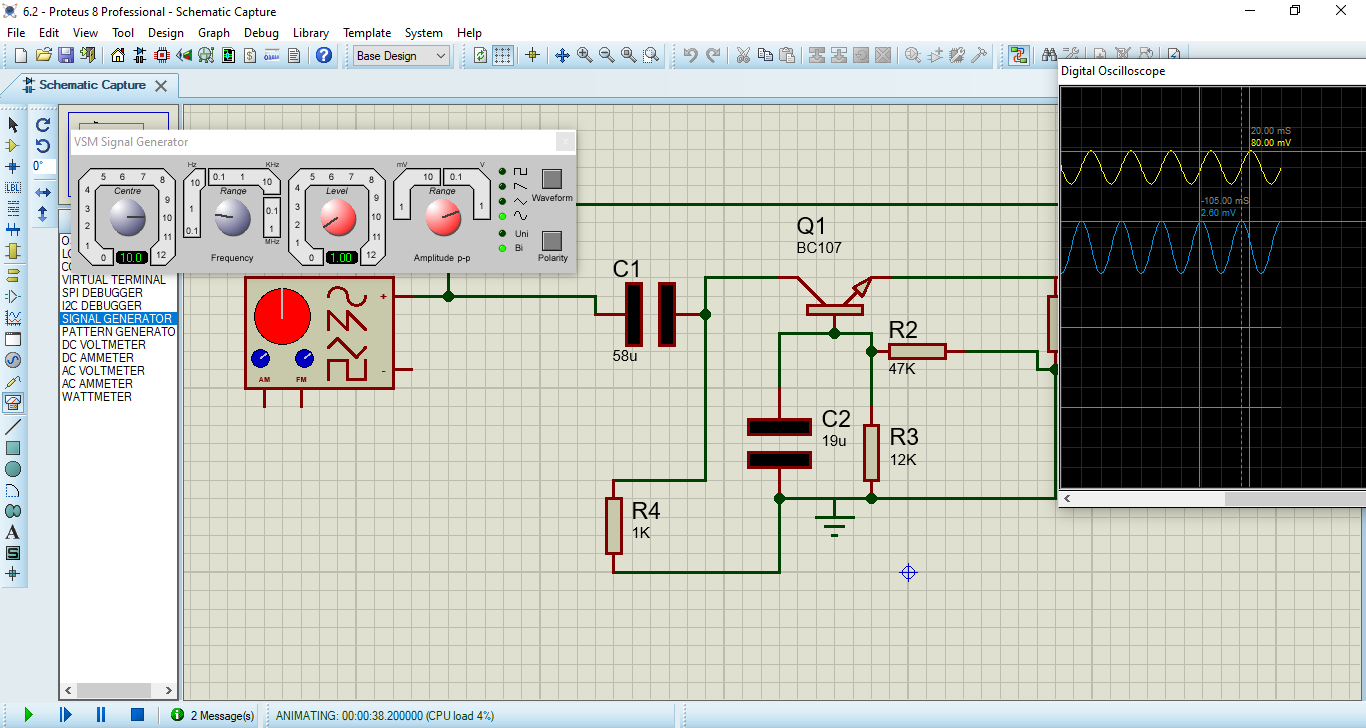 6.2 - Proteus 8 Professional - Schematic Capture
File Edit View Tool Design Graph Debug Library Template System Help
Base Design
Schematic Capture
Digital Oscilloscope
20.00 mS
80.00 mV
-105.00 mS
2.60 mV
0°
LBL
A
S
VSM Signal Generator
Centre
0 1 2 3 4 5 6 7 8 9 10 11 12
10.0
Hz KHz
Range
0.1 1 10 0.1 1 10 0.1 1
MHz
Frequency
Level
0 1 2 3 4 5 6 7 8 9 10 11 12
1.00
mV V
Range
1 10 0.1 1
Amplitude p-p
Waveform
Uni
Bi
Polarity
VIRTUAL TERMINAL
SPI DEBUGGER
I2C DEBUGGER
SIGNAL GENERATOR
PATTERN GENERATO
DC VOLTMETER
DC AMMETER
AC VOLTMETER
AC AMMETER
WATTMETER
+
-
AM FM
C1
58u
Q1
BC107
R2
47K
C2
19u
R3
12K
R4
1K
2 Message(s)
ANIMATING: 00:00:38.200000 (CPU load 4%)